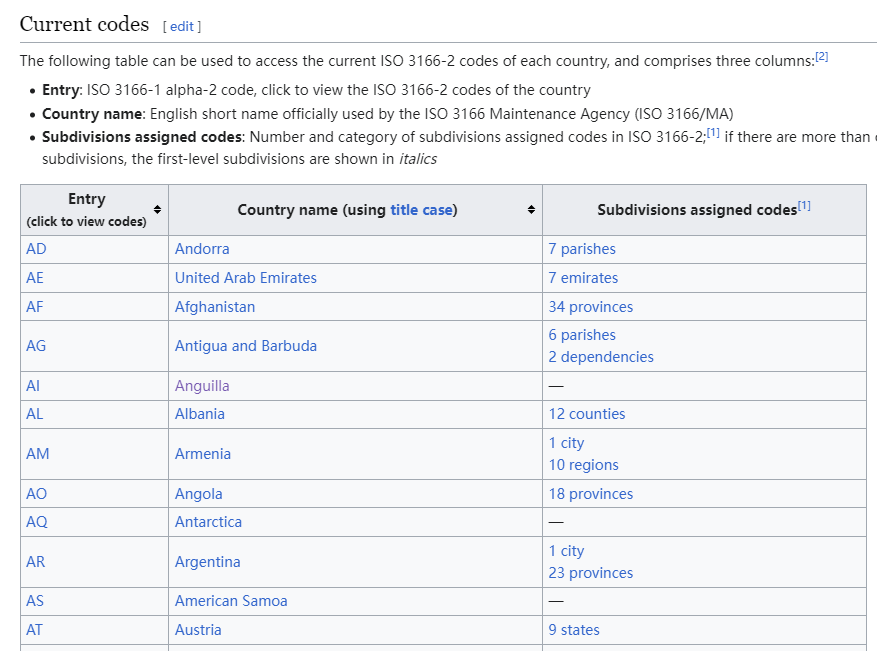 Current codes [ edit ]
The following table can be used to access the current ISO 3166-2 codes of each country, and comprises three columns:[2]
• Entry: ISO 3166-1 alpha-2 code, click to view the ISO 3166-2 codes of the country
• Country name: English short name officially used by the ISO 3166 Maintenance Agency (ISO 3166/MA)
• Subdivisions assigned codes: Number and category of subdivisions assigned codes in ISO 3166-2;[1] if there are more than
subdivisions, the first-level subdivisions are shown in italics
Entry
(click to view codes)
Country name (using title case)
Subdivisions assigned codes[1]
AD Andorra 7 parishes
AE United Arab Emirates 7 emirates
AF Afghanistan 34 provinces
AG Antigua and Barbuda 6 parishes
2 dependencies
AI Anguilla —
AL Albania 12 counties
AM Armenia 1 city
10 regions
AO Angola 18 provinces
AQ Antarctica —
AR Argentina 1 city
23 provinces
AS American Samoa —
AT Austria 9 states